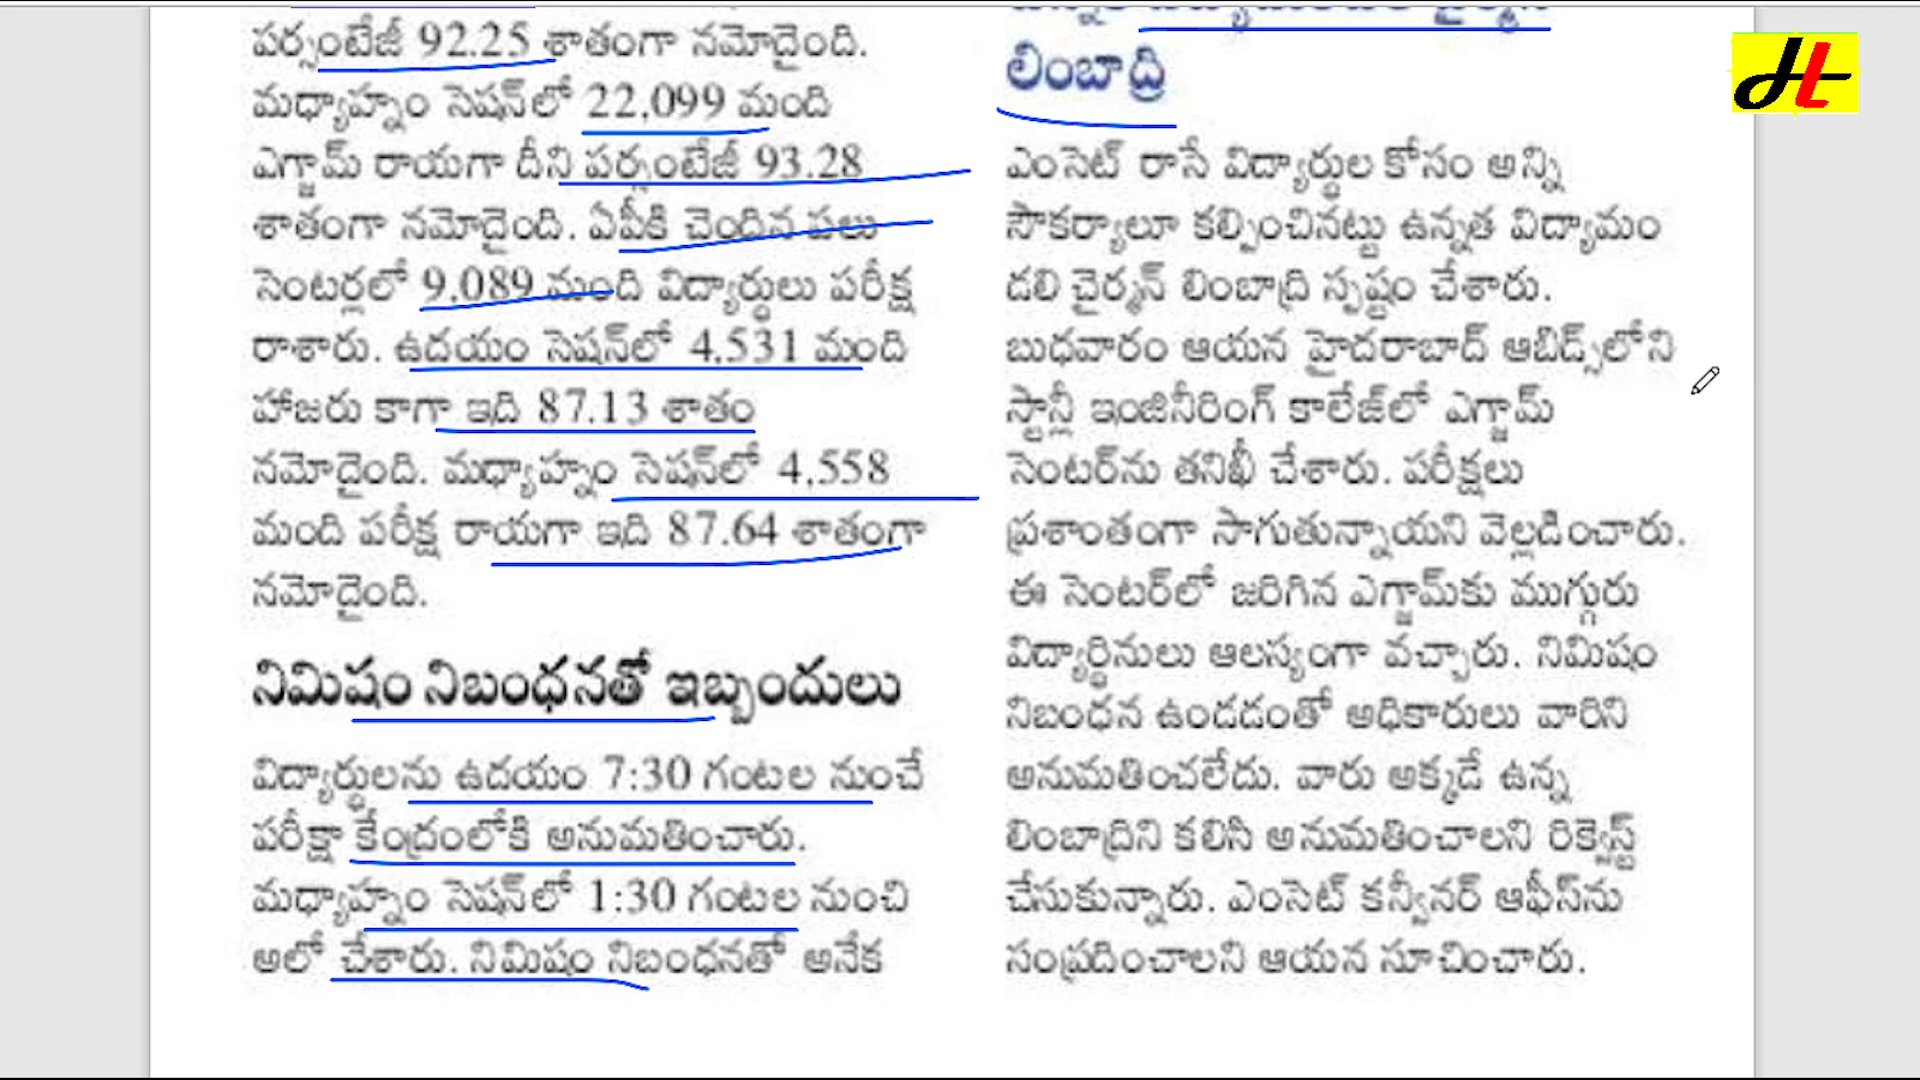 పర్సంటేజీ 92.25 శాతంగా నమోదైంది.
మధ్యాహ్నం సెషన్‌లో 22,099 మంది
ఎగ్జామ్ రాయగా దీని పర్సంటేజీ 93.28
శాతంగా నమోదైంది. ఏపీకి చెందిన పలు
సెంటర్లలో 9,089 మంది విద్యార్థులు పరీక్ష
రాశారు. ఉదయం సెషన్‌లో 4,531 మంది
హాజరు కాగా ఇది 87.13 శాతం
నమోదైంది. మధ్యాహ్నం సెషన్‌లో 4,558
మంది పరీక్ష రాయగా ఇది 87.64 శాతంగా
నమోదైంది.
నిమిషం నిబంధనతో ఇబ్బందులు
విద్యార్థులను ఉదయం 7:30 గంటల నుంచే
పరీక్షా కేంద్రంలోకి అనుమతించారు.
మధ్యాహ్నం సెషన్‌లో 1:30 గంటల నుంచి
అలో చేశారు. నిమిషం నిబంధనతో అనేక
లింబాద్రి
ఎంసెట్ రాసే విద్యార్థుల కోసం అన్ని
సౌకర్యాలూ కల్పించినట్టు ఉన్నత విద్యామం
డలి చైర్మన్ లింబాద్రి స్పష్టం చేశారు.
బుధవారం ఆయన హైదరాబాద్ ఆబిడ్స్‌లోని
స్టాన్లీ ఇంజినీరింగ్ కాలేజ్‌లో ఎగ్జామ్
సెంటర్‌ను తనిఖీ చేశారు. పరీక్షలు
ప్రశాంతంగా సాగుతున్నాయని వెల్లడించారు.
ఈ సెంటర్‌లో జరిగిన ఎగ్జామ్‌కు ముగ్గురు
విద్యార్థినులు ఆలస్యంగా వచ్చారు. నిమిషం
నిబంధన ఉండడంతో అధికారులు వారిని
అనుమతించలేదు. వారు అక్కడే ఉన్న
లింబాద్రిని కలిసి అనుమతించాలని రిక్వెస్ట్
చేసుకున్నారు. ఎంసెట్ కన్వీనర్ ఆఫీస్‌ను
సంప్రదించాలని ఆయన సూచించారు.